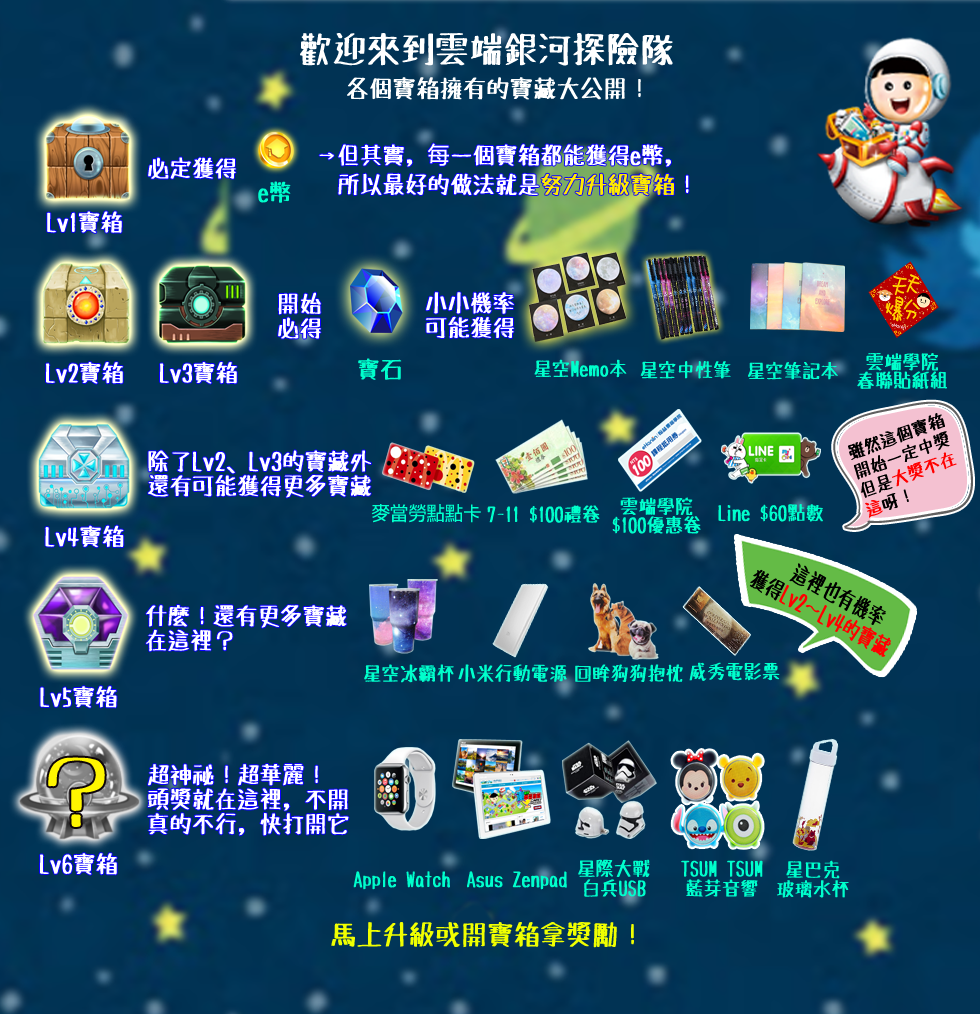 歡迎來到雲端銀河探險隊
各個寶箱擁有的寶藏大公開！
必定獲得
e幣
→但其實，每一個寶箱都能獲得e幣，
所以最好的做法就是努力升級寶箱！
Lv1寶箱
開始
必得
寶石
小小機率
可能獲得
天天
爆分
Lv2寶箱
Lv3寶箱
星空Memo本
星空中性筆
星空筆記本
雲端學院
春聯貼紙組
除了Lv2、Lv3的寶藏外
還有可能獲得更多寶藏
壹佰圓
100
LINE
雖然這個寶箱
開始一定中獎
但是大獎不在
這呀！
Lv4寶箱
麥當勞點點卡
7-11 $100禮卷
雲端學院
$100優惠卷
Line $60點數
什麼！還有更多寶藏
在這裡？
這裡也有機率
獲得Lv2~Lv4的寶藏
Lv5寶箱
星空冰霸杯
小米行動電源
回眸狗狗抱枕
威秀電影票
?
超神祕！超華麗！
頭獎就在這裡，不開
真的不行，快打開它
Lv6寶箱
Apple Watch
Asus Zenpad
星際大戰
白兵USB
TSUM TSUM
藍芽音響
星巴克
玻璃水杯
馬上升級或開寶箱拿獎勵！